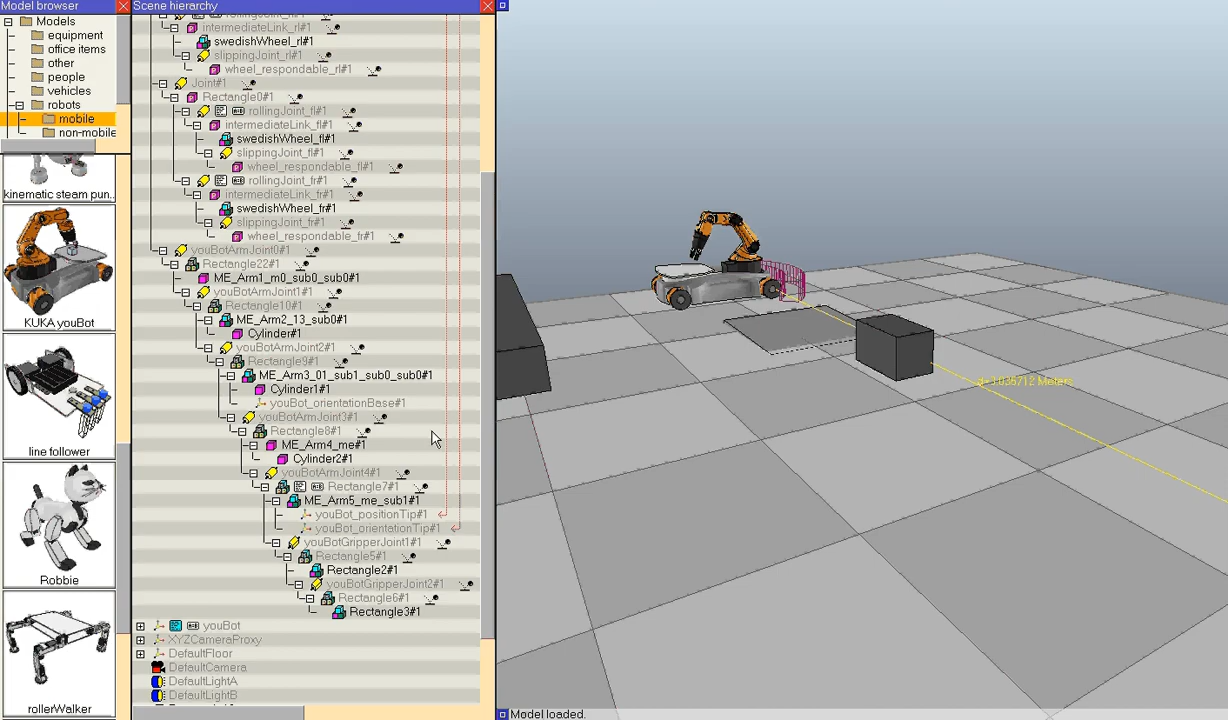 Model browser
Models
equipment
office items
other
people
vehicles
robots
mobile
non-mobile
kinematic steam pun..
KUKA youBot
line follower
Robbie
rollerWalker
Scene hierarchy
intermediateLink_rl#1
swedishWheel_rl#1
slippingJoint_rl#1
wheel_respondable_rl#1
Joint#1
Rectangle0#1
rollingJoint_fl#1
intermediateLink_fl#1
swedishWheel_fl#1
slippingJoint_fl#1
wheel_respondable_fl#1
rollingJoint_fr#1
intermediateLink_fr#1
swedishWheel_fr#1
slippingJoint_fr#1
wheel_respondable_fr#1
youBotArmJoint0#1
Rectangle22#1
ME_Arm1_m0_sub0_sub0#1
youBotArmJoint1#1
Rectangle10#1
ME_Arm2_13_sub0#1
Cylinder#1
youBotArmJoint2#1
Rectangle9#1
ME_Arm3_01_sub1_sub0_sub0#1
Cylinder1#1
youBot_orientationBase#1
youBotArmJoint3#1
Rectangle8#1
ME_Arm4_me#1
Cylinder2#1
youBotArmJoint4#1
Rectangle7#1
ME_Arm5_me_sub1#1
youBot_positionTip#1
youBot_orientationTip#1
youBotGripperJoint1#1
Rectangle5#1
Rectangle2#1
youBotGripperJoint2#1
Rectangle6#1
Rectangle3#1
youBot
XYZCameraProxy
DefaultFloor
DefaultCamera
DefaultLightA
DefaultLightB
d=3.035712 Meters
Model loaded.